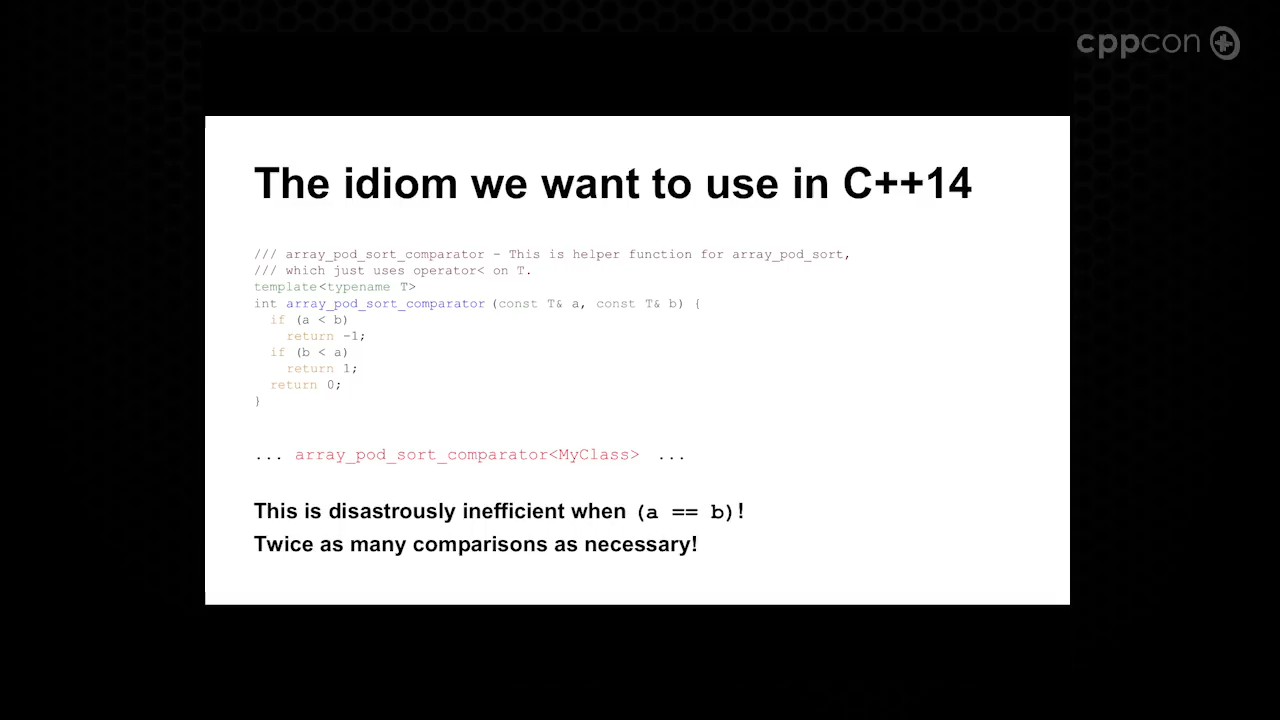 cppcon
The idiom we want to use in C++14
/// array_pod_sort_comparator - This is helper function for array_pod_sort,
/// which just uses operator< on T.
template<typename T>
int array_pod_sort_comparator(const T& a, const T& b) {
  if (a < b)
    return -1;
  if (b < a)
    return 1;
  return 0;
}
... array_pod_sort_comparator<MyClass> ...
This is disastrously inefficient when (a == b)!
Twice as many comparisons as necessary!